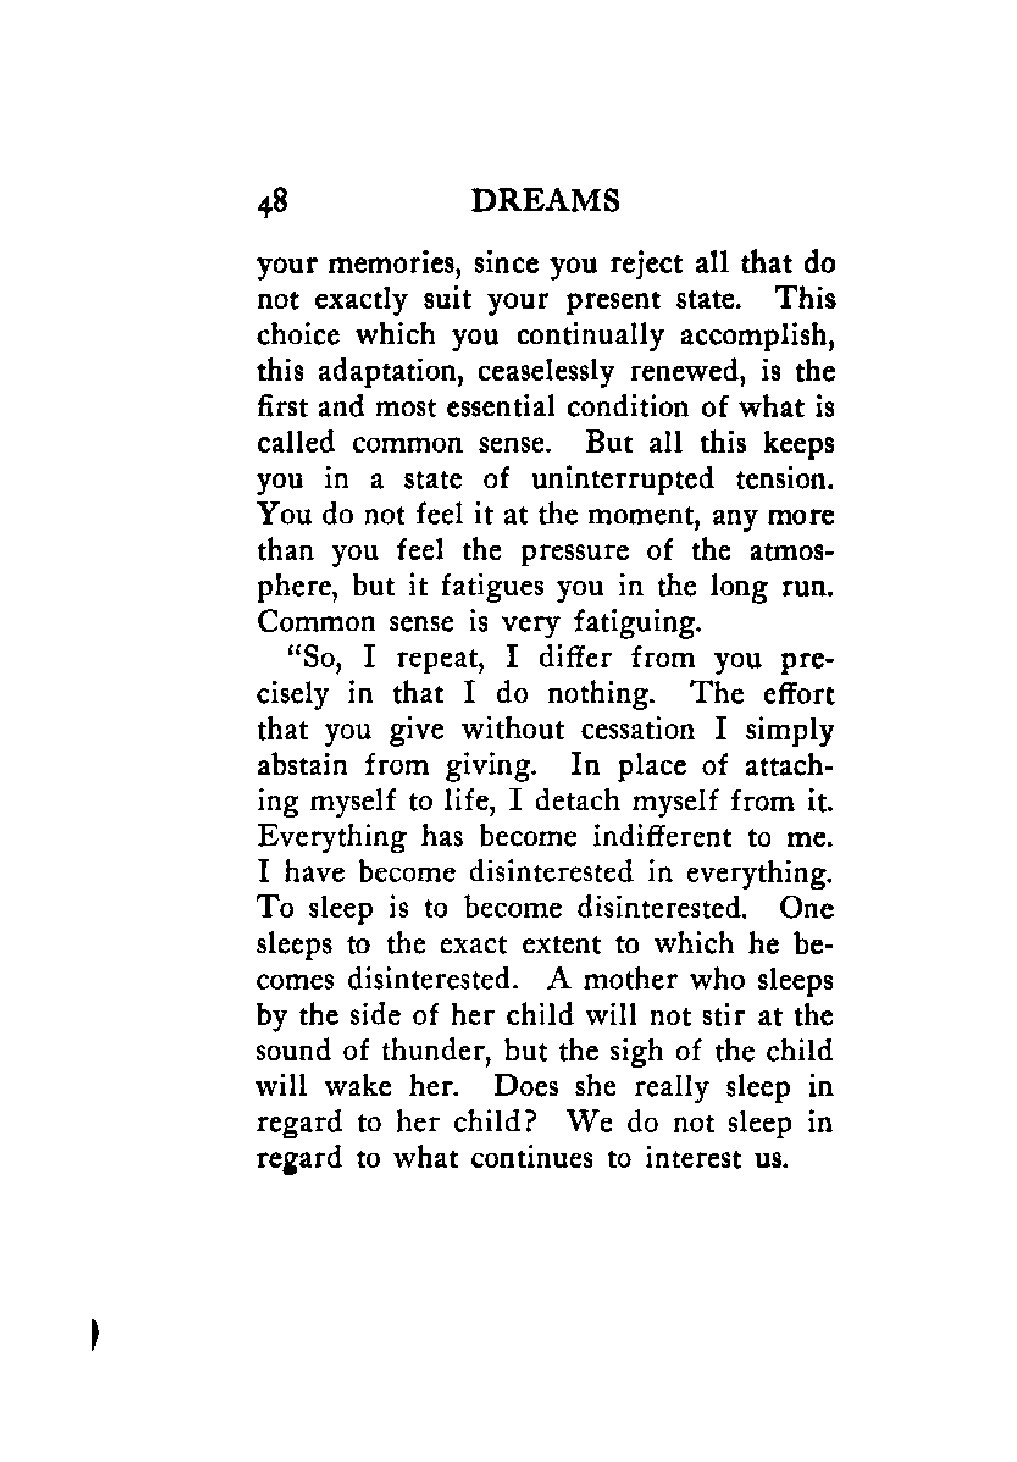 48 DREAMS
your memories, since you reject all that do
not exactly suit your present state. This
choice which you continually accomplish,
this adaptation, ceaselessly renewed, is the
first and most essential condition of what is
called common sense. But all this keeps
you in a state of uninterrupted tension.
You do not feel it at the moment, any more
than you feel the pressure of the atmos-
phere, but it fatigues you in the long run.
Common sense is very fatiguing.
"So, I repeat, I differ from you pre-
cisely in that I do nothing. The effort
that you give without cessation I simply
abstain from giving. In place of attach-
ing myself to life, I detach myself from it.
Everything has become indifferent to me.
I have become disinterested in everything.
To sleep is to become disinterested. One
sleeps to the exact extent to which he be-
comes disinterested. A mother who sleeps
by the side of her child will not stir at the
sound of thunder, but the sigh of the child
will wake her. Does she really sleep in
regard to her child? We do not sleep in
regard to what continues to interest us.